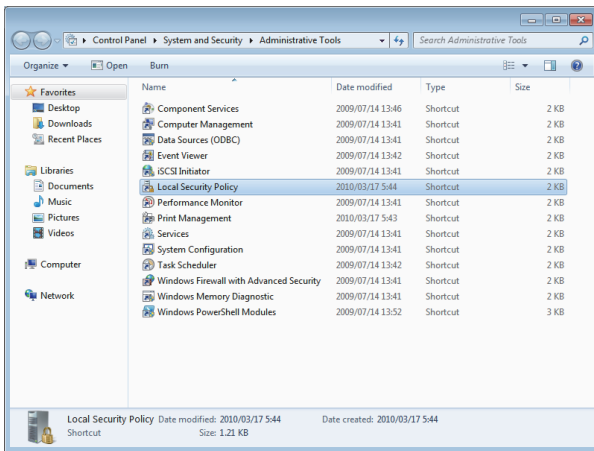 Control Panel ▸ System and Security ▸ Administrative Tools
Search Administrative Tools
Organize ▾ Open Burn
Name Date modified Type Size
Favorites
Desktop
Downloads
Recent Places
Libraries
Documents
Music
Pictures
Videos
Computer
Network
Component Services 2009/07/14 13:46 Shortcut 2 KB
Computer Management 2009/07/14 13:41 Shortcut 2 KB
Data Sources (ODBC) 2009/07/14 13:41 Shortcut 2 KB
Event Viewer 2009/07/14 13:42 Shortcut 2 KB
iSCSI Initiator 2009/07/14 13:41 Shortcut 2 KB
Local Security Policy 2010/03/17 5:44 Shortcut 2 KB
Performance Monitor 2009/07/14 13:41 Shortcut 2 KB
Print Management 2010/03/17 5:43 Shortcut 2 KB
Services 2009/07/14 13:41 Shortcut 2 KB
System Configuration 2009/07/14 13:41 Shortcut 2 KB
Task Scheduler 2009/07/14 13:42 Shortcut 2 KB
Windows Firewall with Advanced Security 2009/07/14 13:41 Shortcut 2 KB
Windows Memory Diagnostic 2009/07/14 13:41 Shortcut 2 KB
Windows PowerShell Modules 2009/07/14 13:52 Shortcut 3 KB
Local Security Policy Date modified: 2010/03/17 5:44 Date created: 2010/03/17 5:44
Shortcut Size: 1.21 KB